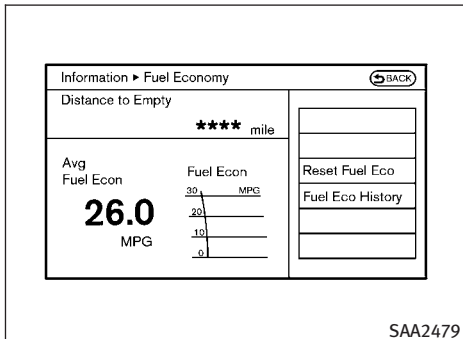 Information ▸ Fuel Economy
BACK
Distance to Empty
**** mile
Avg
Fuel Econ
26.0
MPG
Fuel Econ
30 MPG
20
10
0
Reset Fuel Eco
Fuel Eco History
SAA2479